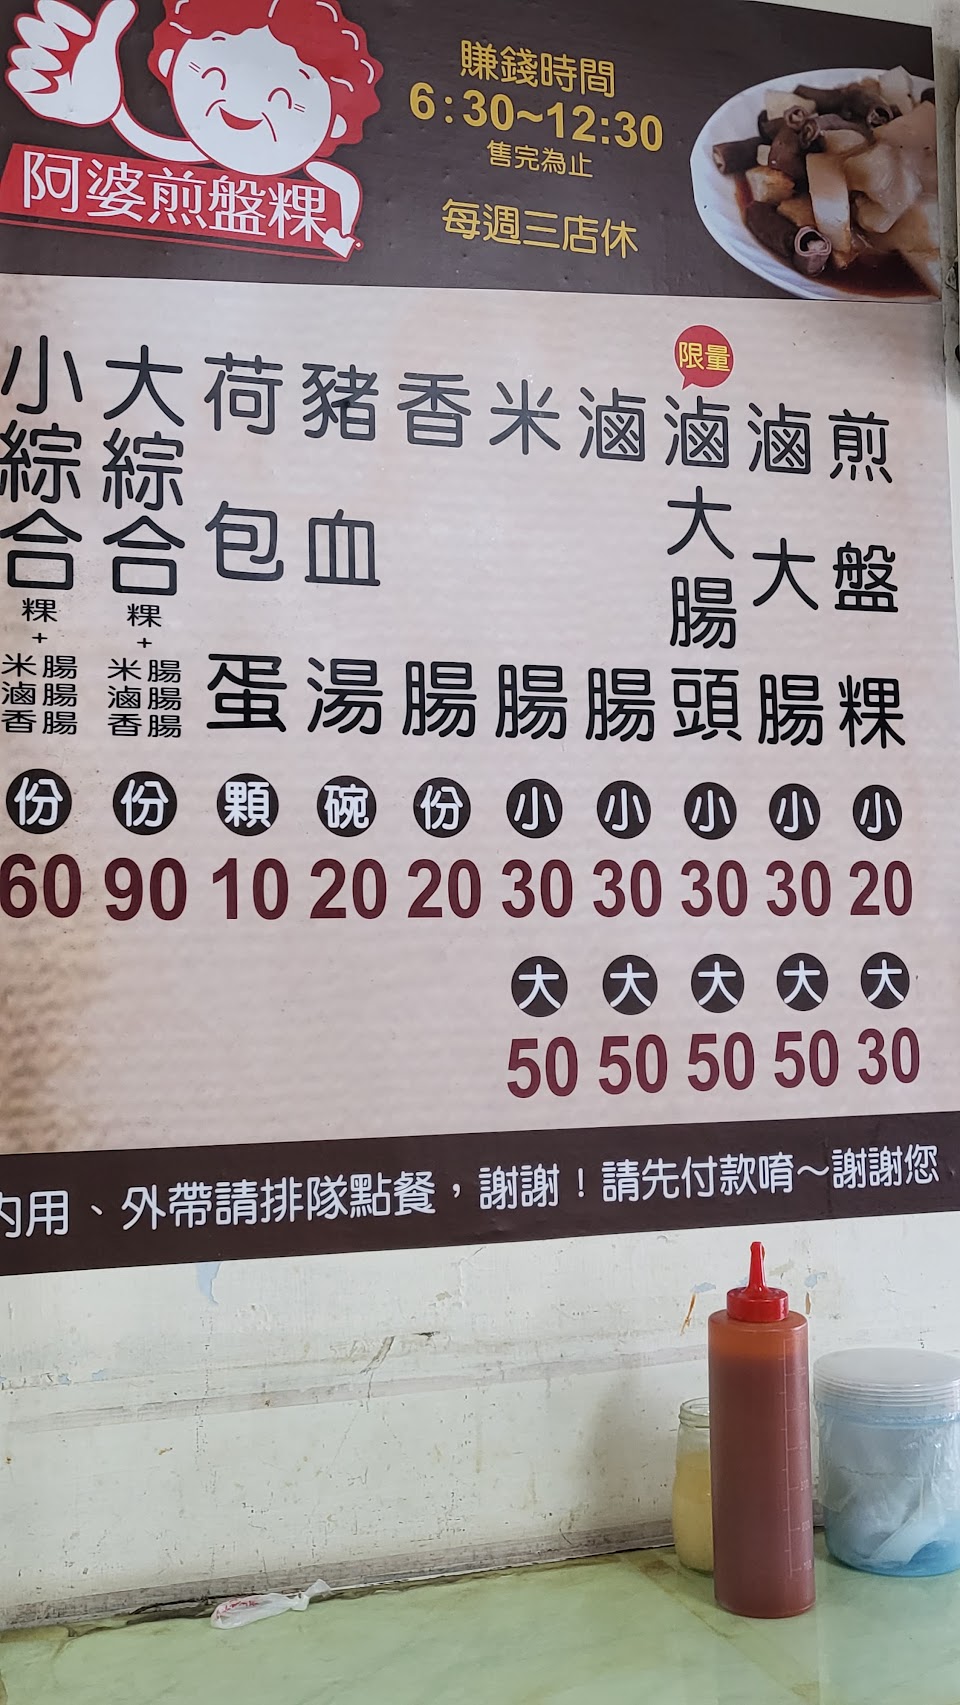 賺錢時間
6:30~12:30
售完為止
每週三店休
阿婆煎盤粿
煎盤粿 小 20 大 30
滷大腸 小 30 大 50
限量
滷大腸頭 小 30 大 50
滷腸 小 30 大 50
米腸 小 30 大 50
香腸 份 20
豬血湯 碗 20
荷包蛋 顆 10
大綜合 粿+米腸滷腸香腸 份 90
小綜合 粿+米腸滷腸香腸 份 60
內用、外帶請排隊點餐，謝謝！請先付款唷～謝謝您